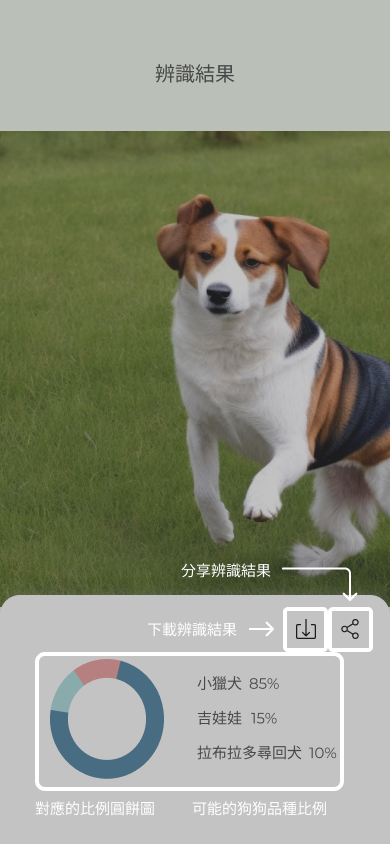 辨識結果
分享辨識結果
下載辨識結果
小獵犬 85%
吉娃娃 15%
拉布拉多尋回犬 10%
對應的比例圓餅圖 可能的狗狗品種比例